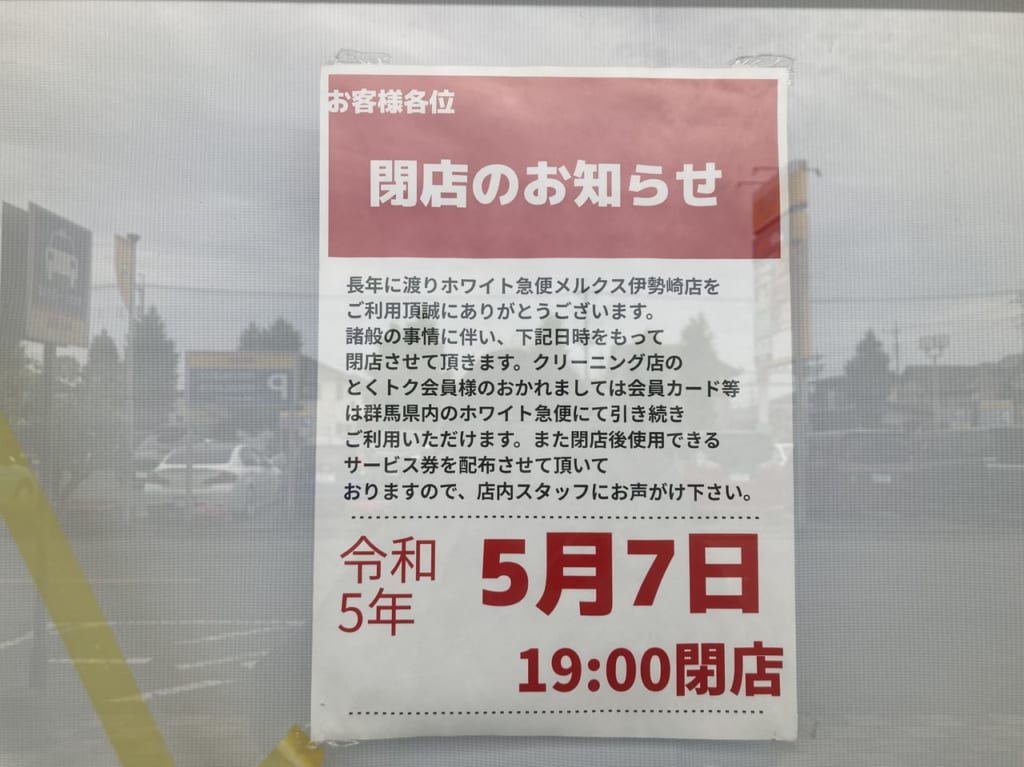 お客様各位
閉店のお知らせ
長年に渡りホワイト急便メルクス伊勢崎店を
ご利用頂誠にありがとうございます。
諸般の事情に伴い、下記日時をもって
閉店させて頂きます。クリーニング店の
とくトク会員様のおかれましては会員カード等
は群馬県内のホワイト急便にて引き続き
ご利用いただけます。また閉店後使用できる
サービス券を配布させて頂いて
おりますので、店内スタッフにお声がけ下さい。
令和
5年
5月7日
19:00閉店